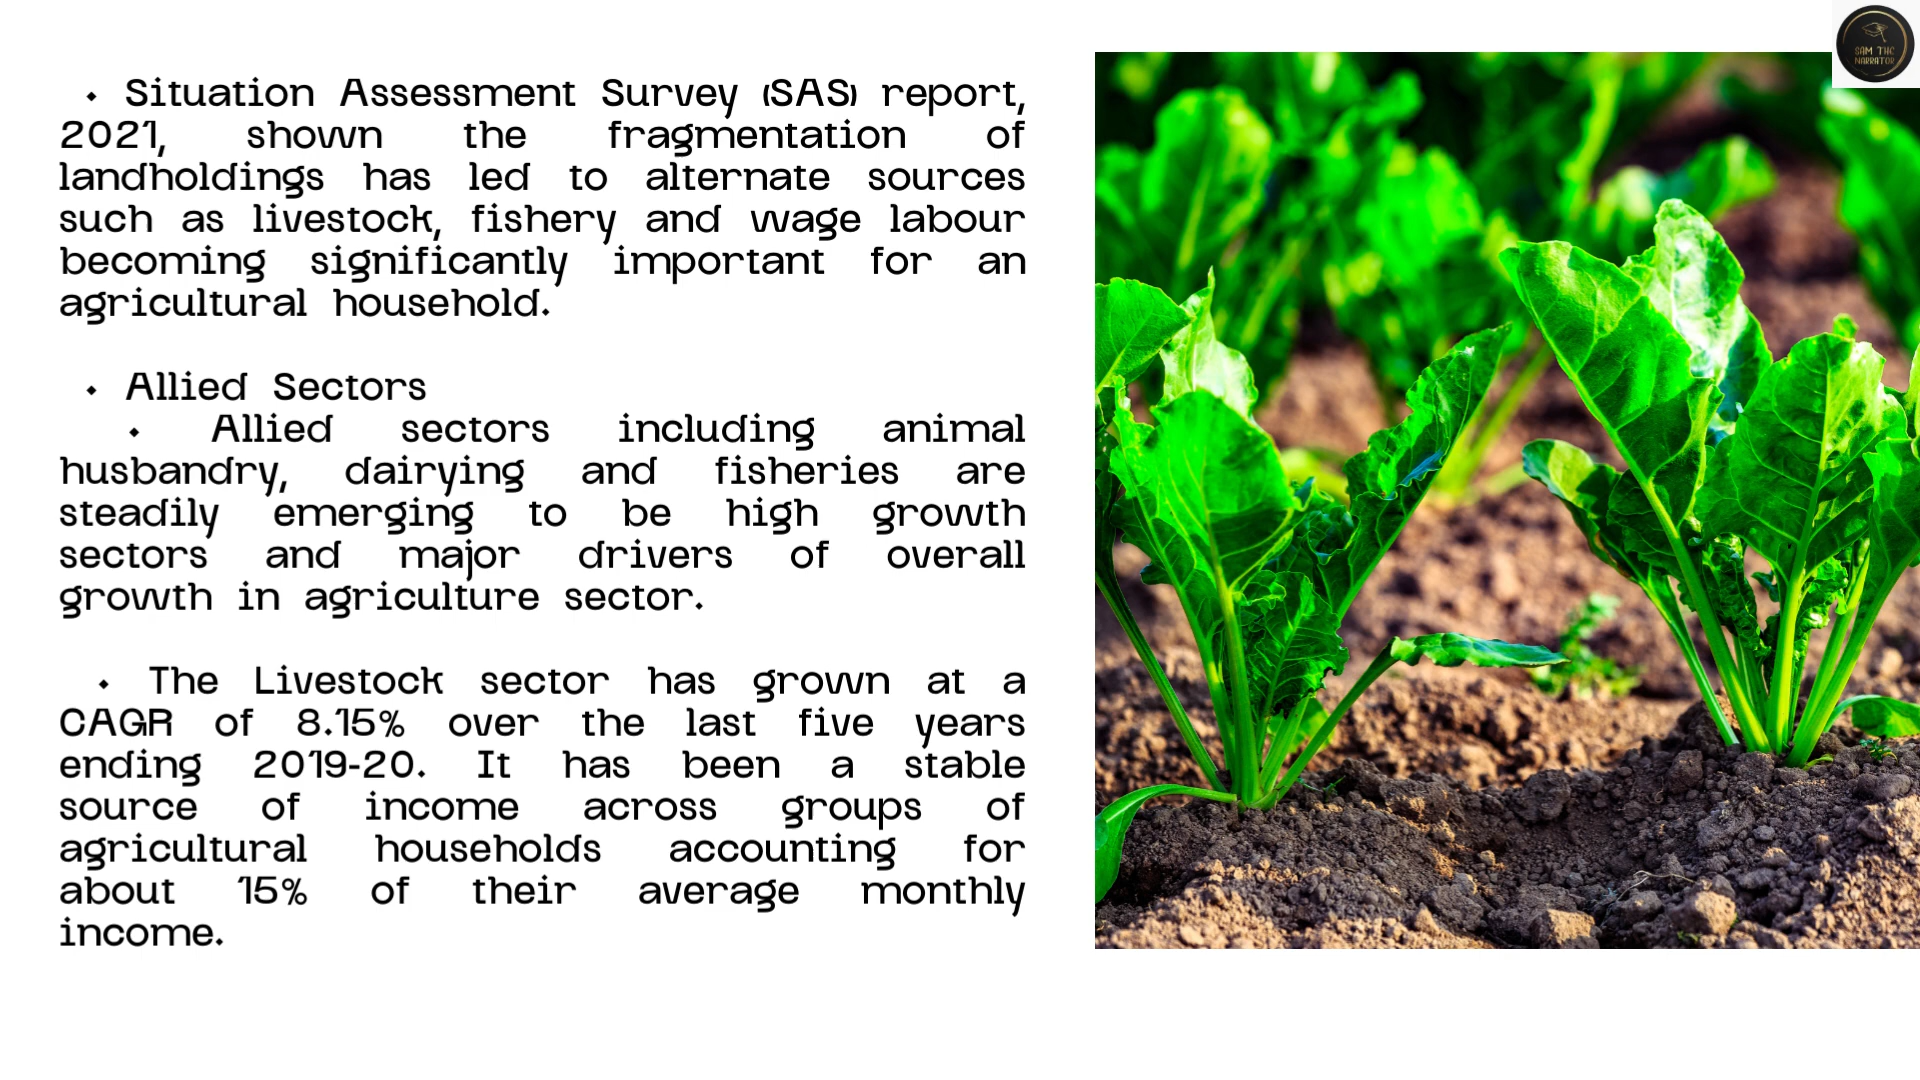 • Situation Assessment Survey (SAS) report,
2021, shown the fragmentation of
landholdings has led to alternate sources
such as livestock, fishery and wage labour
becoming significantly important for an
agricultural household.
• Allied Sectors
• Allied sectors including animal
husbandry, dairying and fisheries are
steadily emerging to be high growth
sectors and major drivers of overall
growth in agriculture sector.
• The Livestock sector has grown at a
CAGR of 8.15% over the last five years
ending 2019-20. It has been a stable
source of income across groups of
agricultural households accounting for
about 15% of their average monthly
income.
SAM THE
NARRATOR